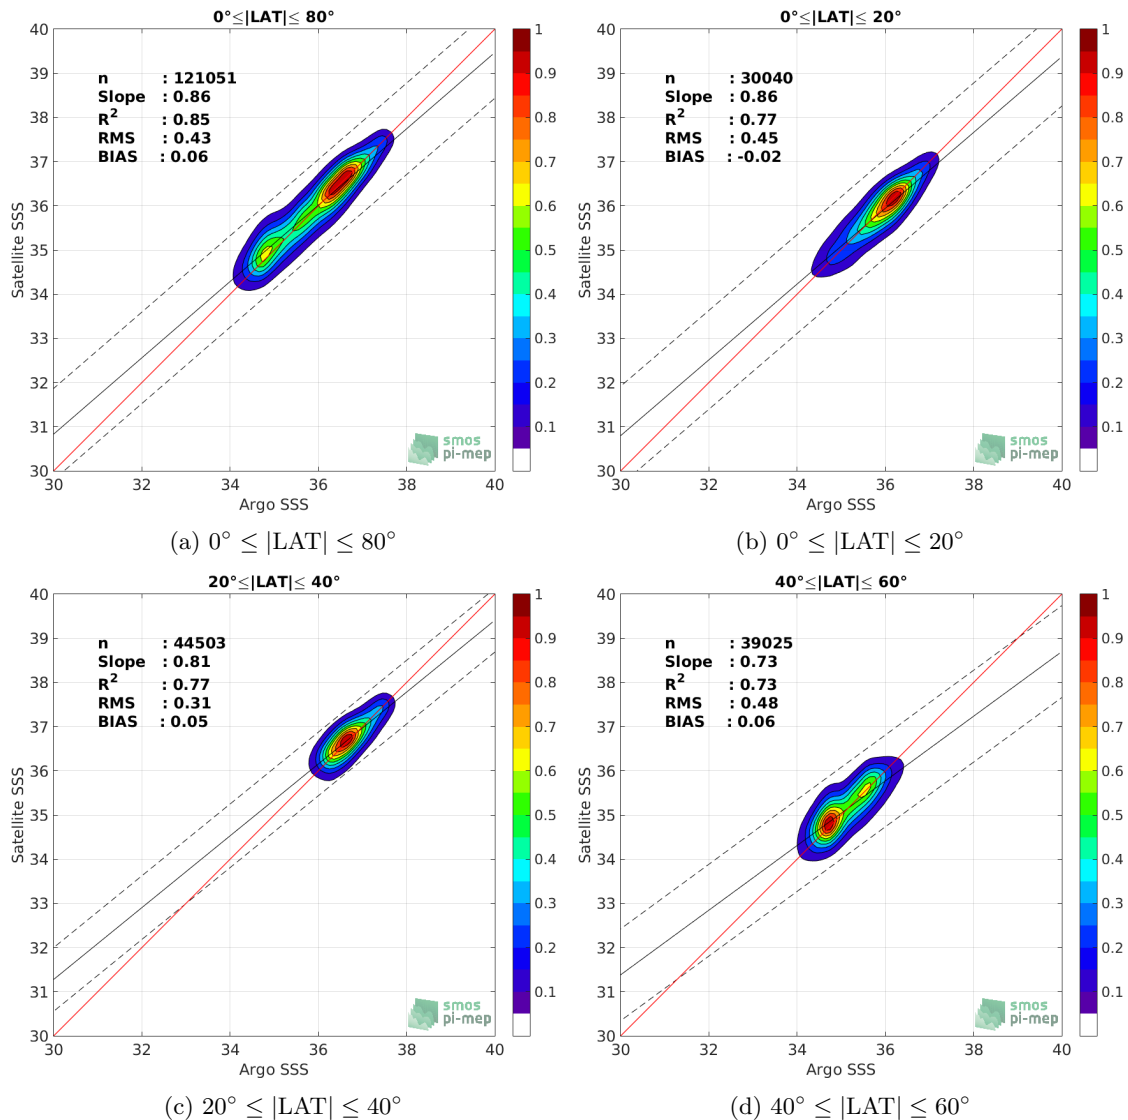 0°≤|LAT|≤ 80°
40
39
38
37
36
35
34
33
32
31
30
Satellite SSS
n : 121051
Slope : 0.86
R² : 0.85
RMS : 0.43
BIAS : 0.06
smos
pi-mep
30 32 34 36 38 40
Argo SSS
1
0.9
0.8
0.7
0.6
0.5
0.4
0.3
0.2
0.1
(a) 0° ≤ |LAT| ≤ 80°
0°≤|LAT|≤ 20°
40
39
38
37
36
35
34
33
32
31
30
Satellite SSS
n : 30040
Slope : 0.86
R² : 0.77
RMS : 0.45
BIAS : -0.02
smos
pi-mep
30 32 34 36 38 40
Argo SSS
1
0.9
0.8
0.7
0.6
0.5
0.4
0.3
0.2
0.1
(b) 0° ≤ |LAT| ≤ 20°
20°≤|LAT|≤ 40°
40
39
38
37
36
35
34
33
32
31
30
Satellite SSS
n : 44503
Slope : 0.81
R² : 0.77
RMS : 0.31
BIAS : 0.05
smos
pi-mep
30 32 34 36 38 40
Argo SSS
1
0.9
0.8
0.7
0.6
0.5
0.4
0.3
0.2
0.1
(c) 20° ≤ |LAT| ≤ 40°
40°≤|LAT|≤ 60°
40
39
38
37
36
35
34
33
32
31
30
Satellite SSS
n : 39025
Slope : 0.73
R² : 0.73
RMS : 0.48
BIAS : 0.06
smos
pi-mep
30 32 34 36 38 40
Argo SSS
1
0.9
0.8
0.7
0.6
0.5
0.4
0.3
0.2
0.1
(d) 40° ≤ |LAT| ≤ 60°